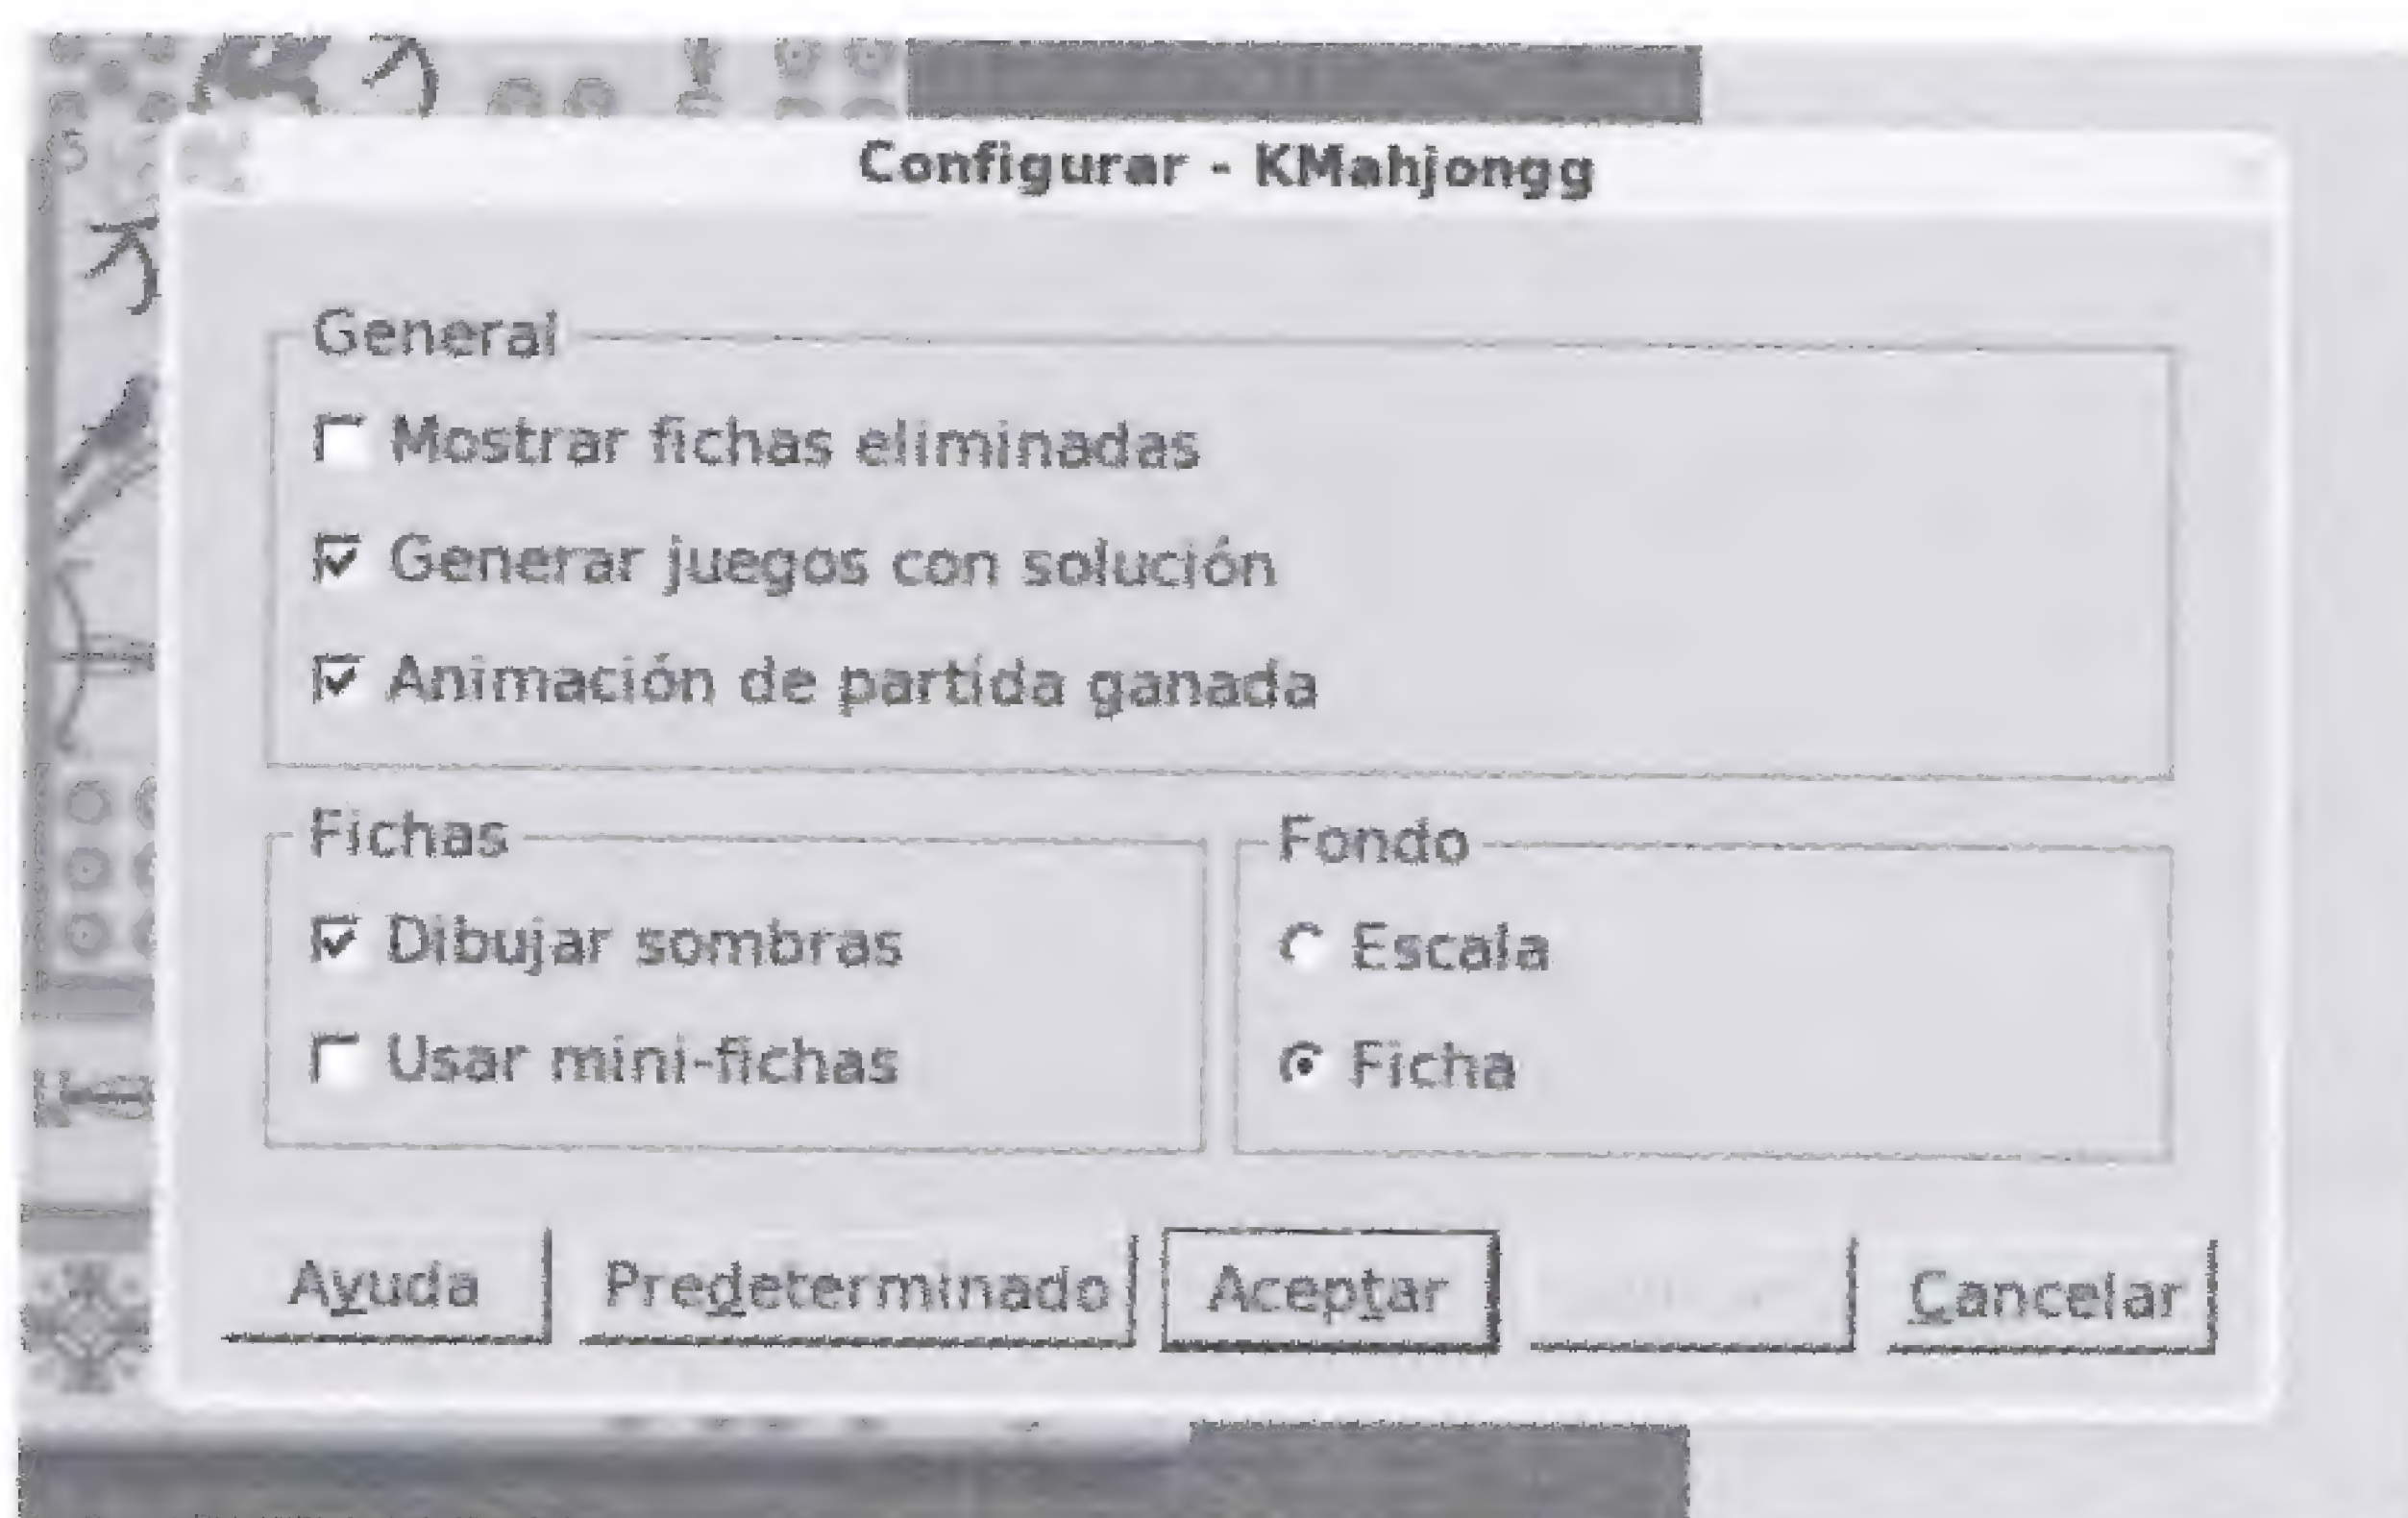 Configurar - KMahjongg
General
Mostrar fichas eliminadas
Generar juegos con solución
Animación de partida ganada
Fichas
Dibujar sombras
Usar mini-fichas
Fondo
Escala
Ficha
Ayuda
Predeterminado
Aceptar
Cancelar